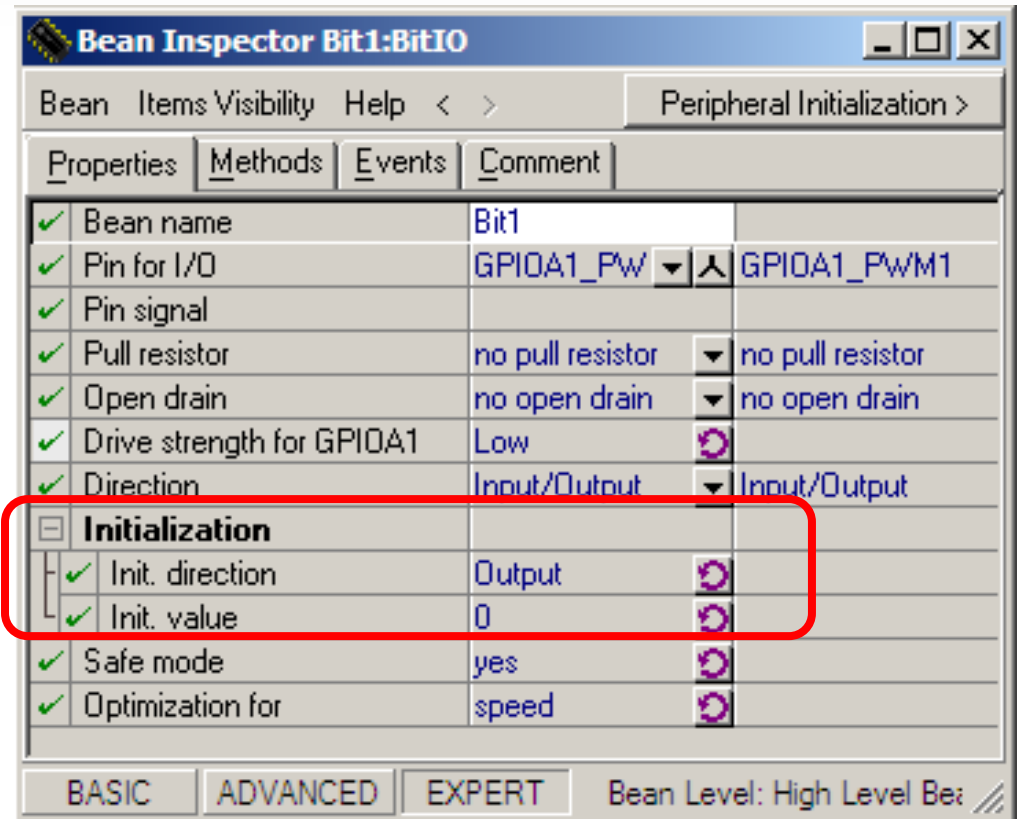 Bean Inspector Bit1:BitIO
Bean Items Visibility Help < > Peripheral Initialization >
Properties Methods Events Comment
Bean name Bit1
Pin for I/O GPIOA1_PW GPIOA1_PWM1
Pin signal
Pull resistor no pull resistor no pull resistor
Open drain no open drain no open drain
Drive strength for GPIOA1 Low
Direction Input/Output Input/Output
Initialization
Init. direction Output
Init. value 0
Safe mode yes
Optimization for speed
BASIC ADVANCED EXPERT Bean Level: High Level Bea